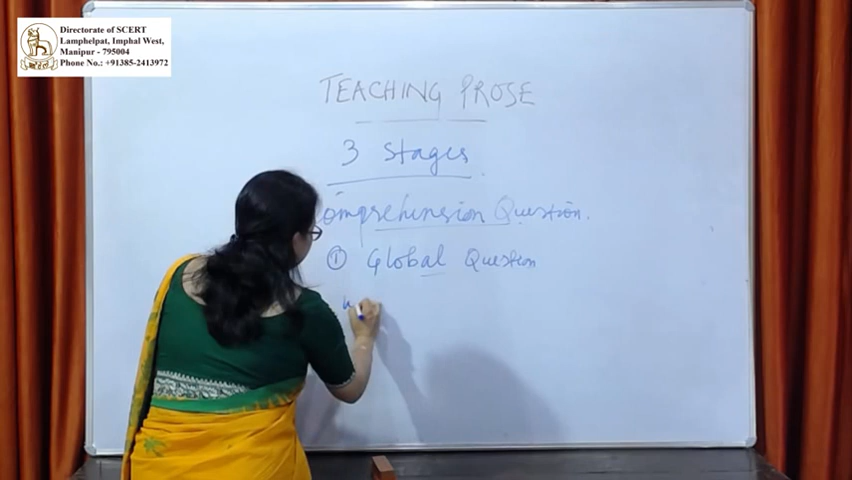 Directorate of SCERT
Lamphelpat, Imphal West,
Manipur - 795004
Phone No.: +91385-2413972
TEACHING PROSE
3 Stages
omprehension Question.
① Global Question